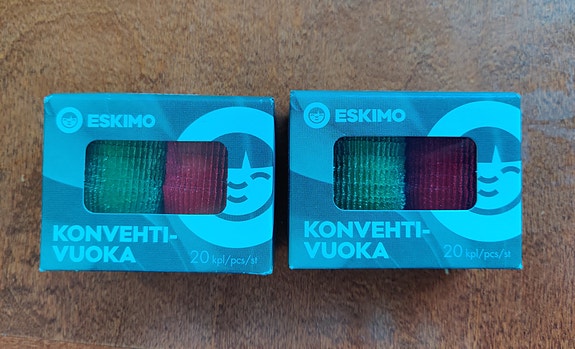 ESKIMO
KONVEHTI-
VUOKA
20 kpl/pcs/st
ESKIMO
KONVEHTI-
VUOKA
20 kpl/pcs/st